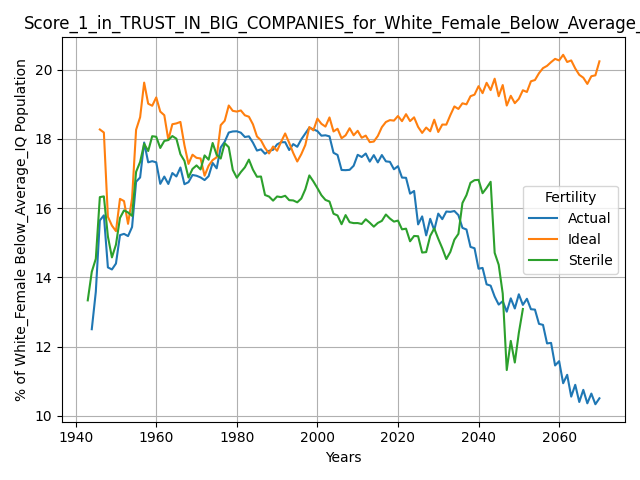 Score_1_in_TRUST_IN_BIG_COMPANIES_for_White_Female_Below_Average_
% of White_Female Below_Average_IQ Population
20
18
16
14
12
10
Fertility
Actual
Ideal
Sterile
1940 1960 1980 2000 2020 2040 2060
Years